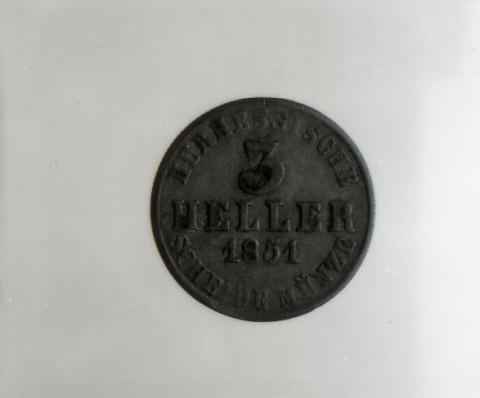 KURHESSISCHE
3
HELLER
1851
SCHEIDE MÜNZE